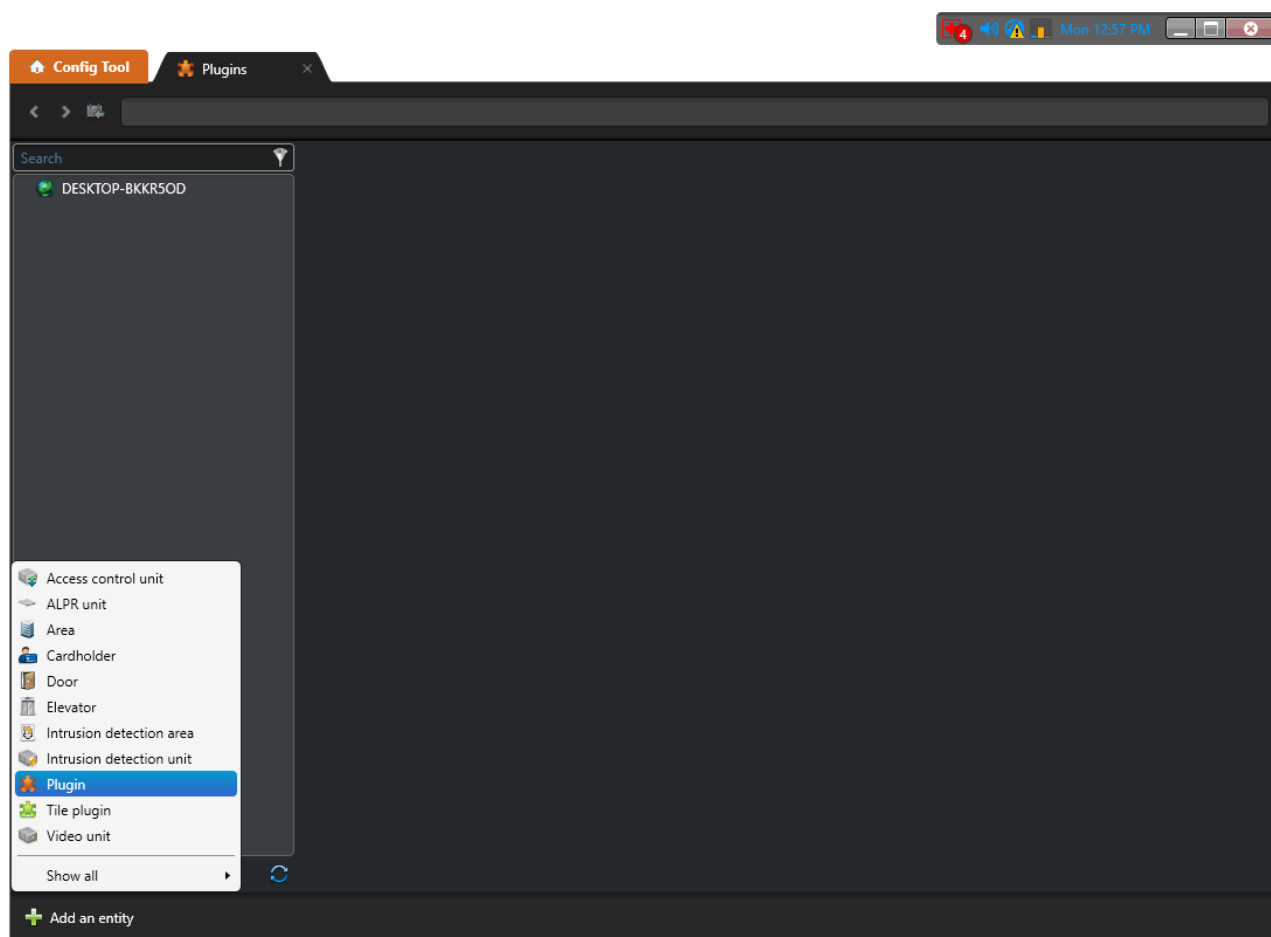 4
Mon 12:57 PM
Config Tool
Plugins
Search
DESKTOP-BKKR5OD
Access control unit
ALPR unit
Area
Cardholder
Door
Elevator
Intrusion detection area
Intrusion detection unit
Plugin
Tile plugin
Video unit
Show all
Add an entity